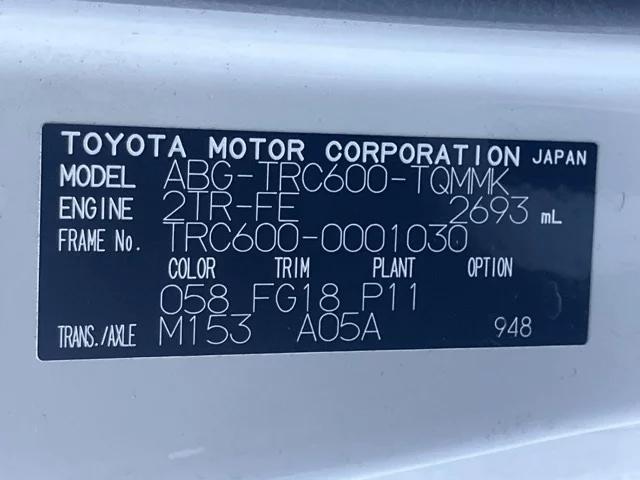 TOYOTA MOTOR CORPORATION JAPAN
MODEL ABG-TRC600-TQMMK
ENGINE 2TR-FE 2693 mL
FRAME No. TRC600-0001030
COLOR TRIM PLANT OPTION
058 FG18 P11
TRANS./AXLE M153 A05A 948